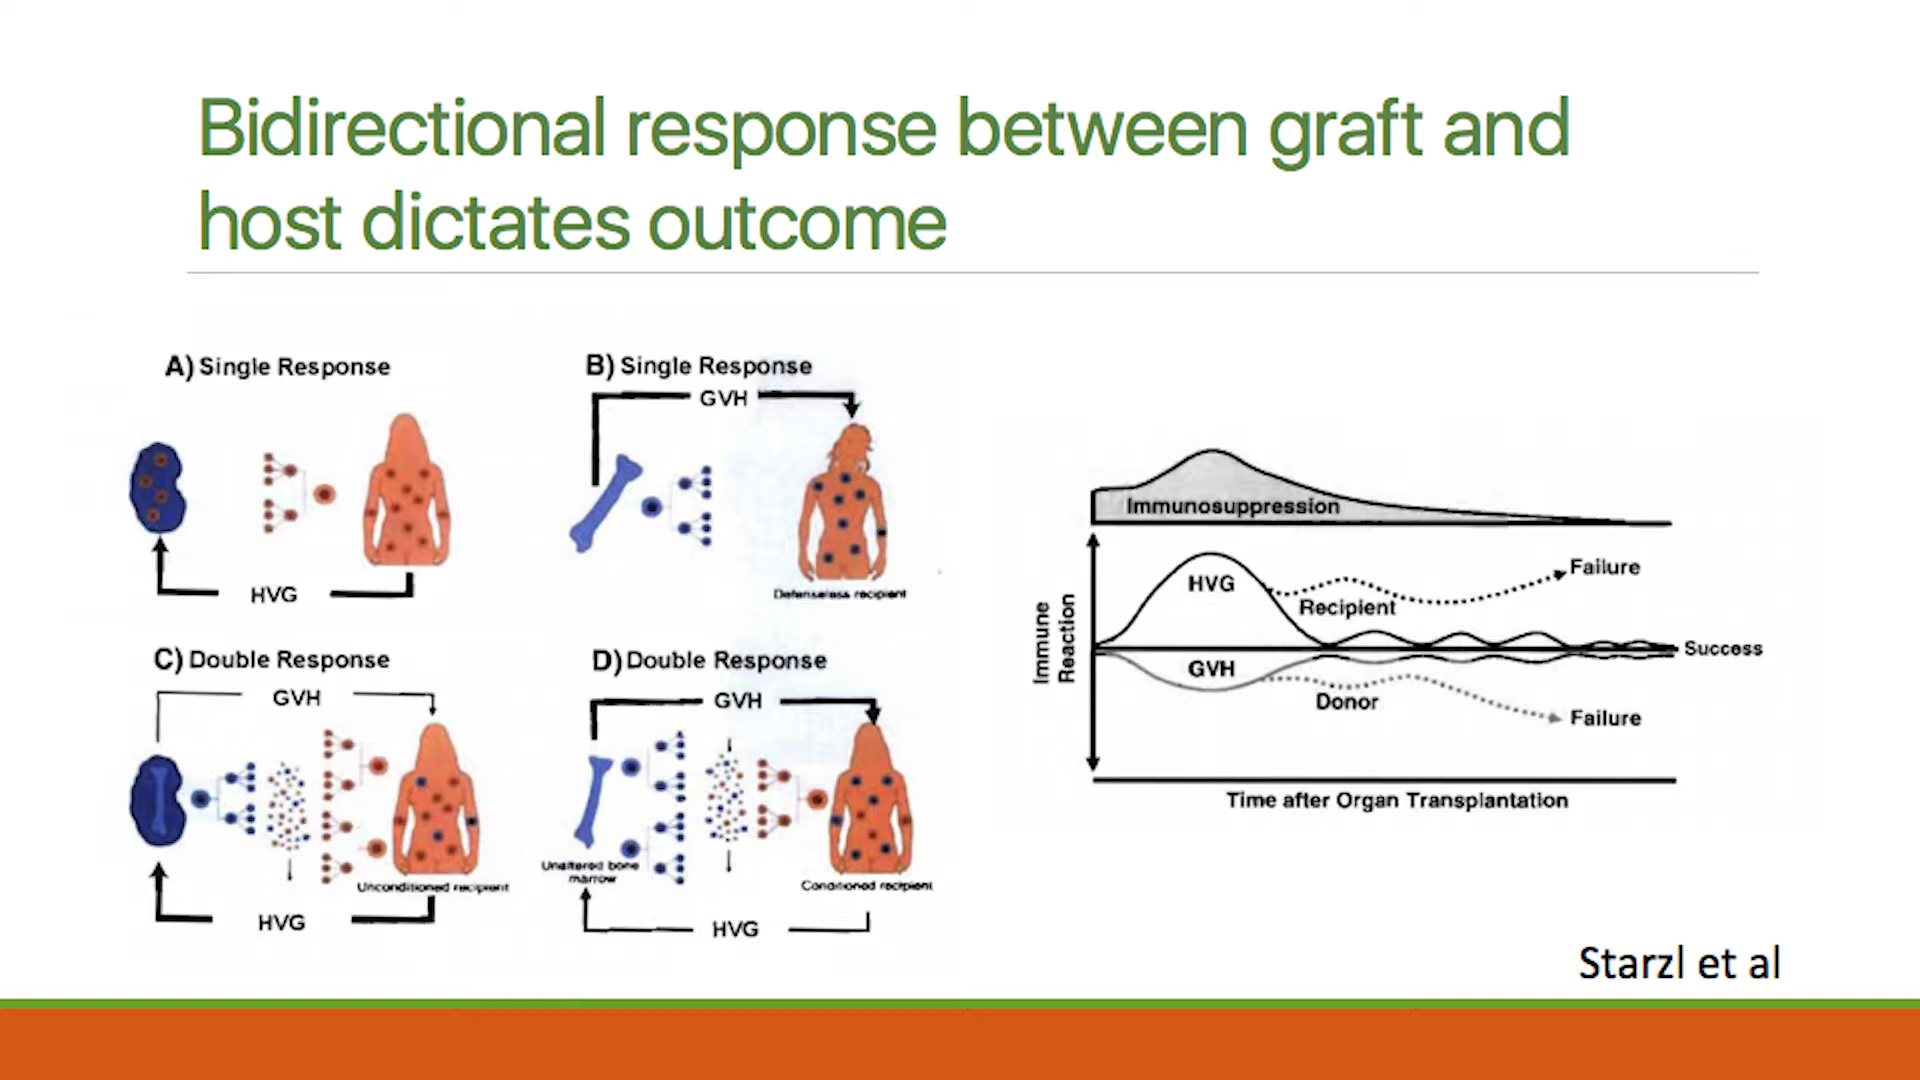 Bidirectional response between graft and
host dictates outcome
A) Single Response
HVG
B) Single Response
GVH
Defenseless recipient
C) Double Response
GVH
Unconditioned recipient
HVG
D) Double Response
GVH
Unaltered bone
marrow
Conditioned recipient
HVG
Immunosuppression
Immune
Reaction
HVG
Recipient
Failure
Success
GVH
Donor
Failure
Time after Organ Transplantation
Starzl et al